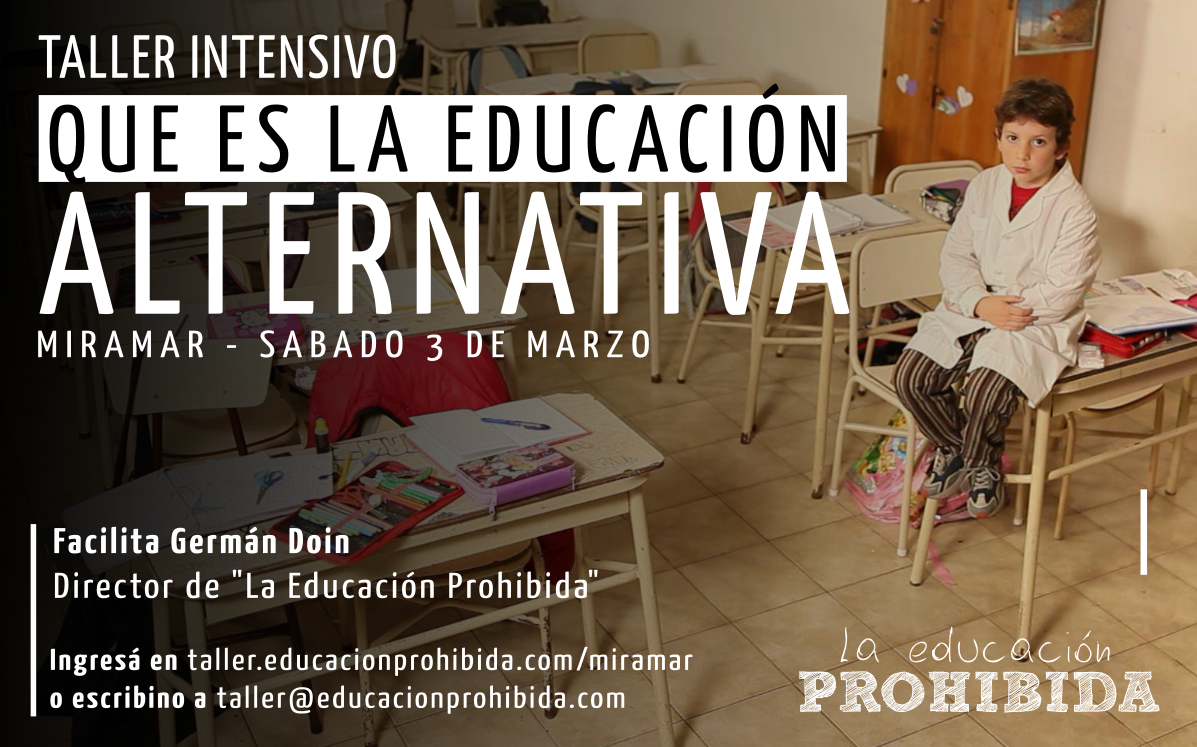 TALLER INTENSIVO
QUE ES LA EDUCACIÓN
ALTERNATIVA
MIRAMAR - SABADO 3 DE MARZO
Facilita Germán Doin
Director de "La Educación Prohibida"
Ingresá en taller.educacionprohibida.com/miramar
o escribino a taller@educacionprohibida.com
la educación
PROHIBIDA